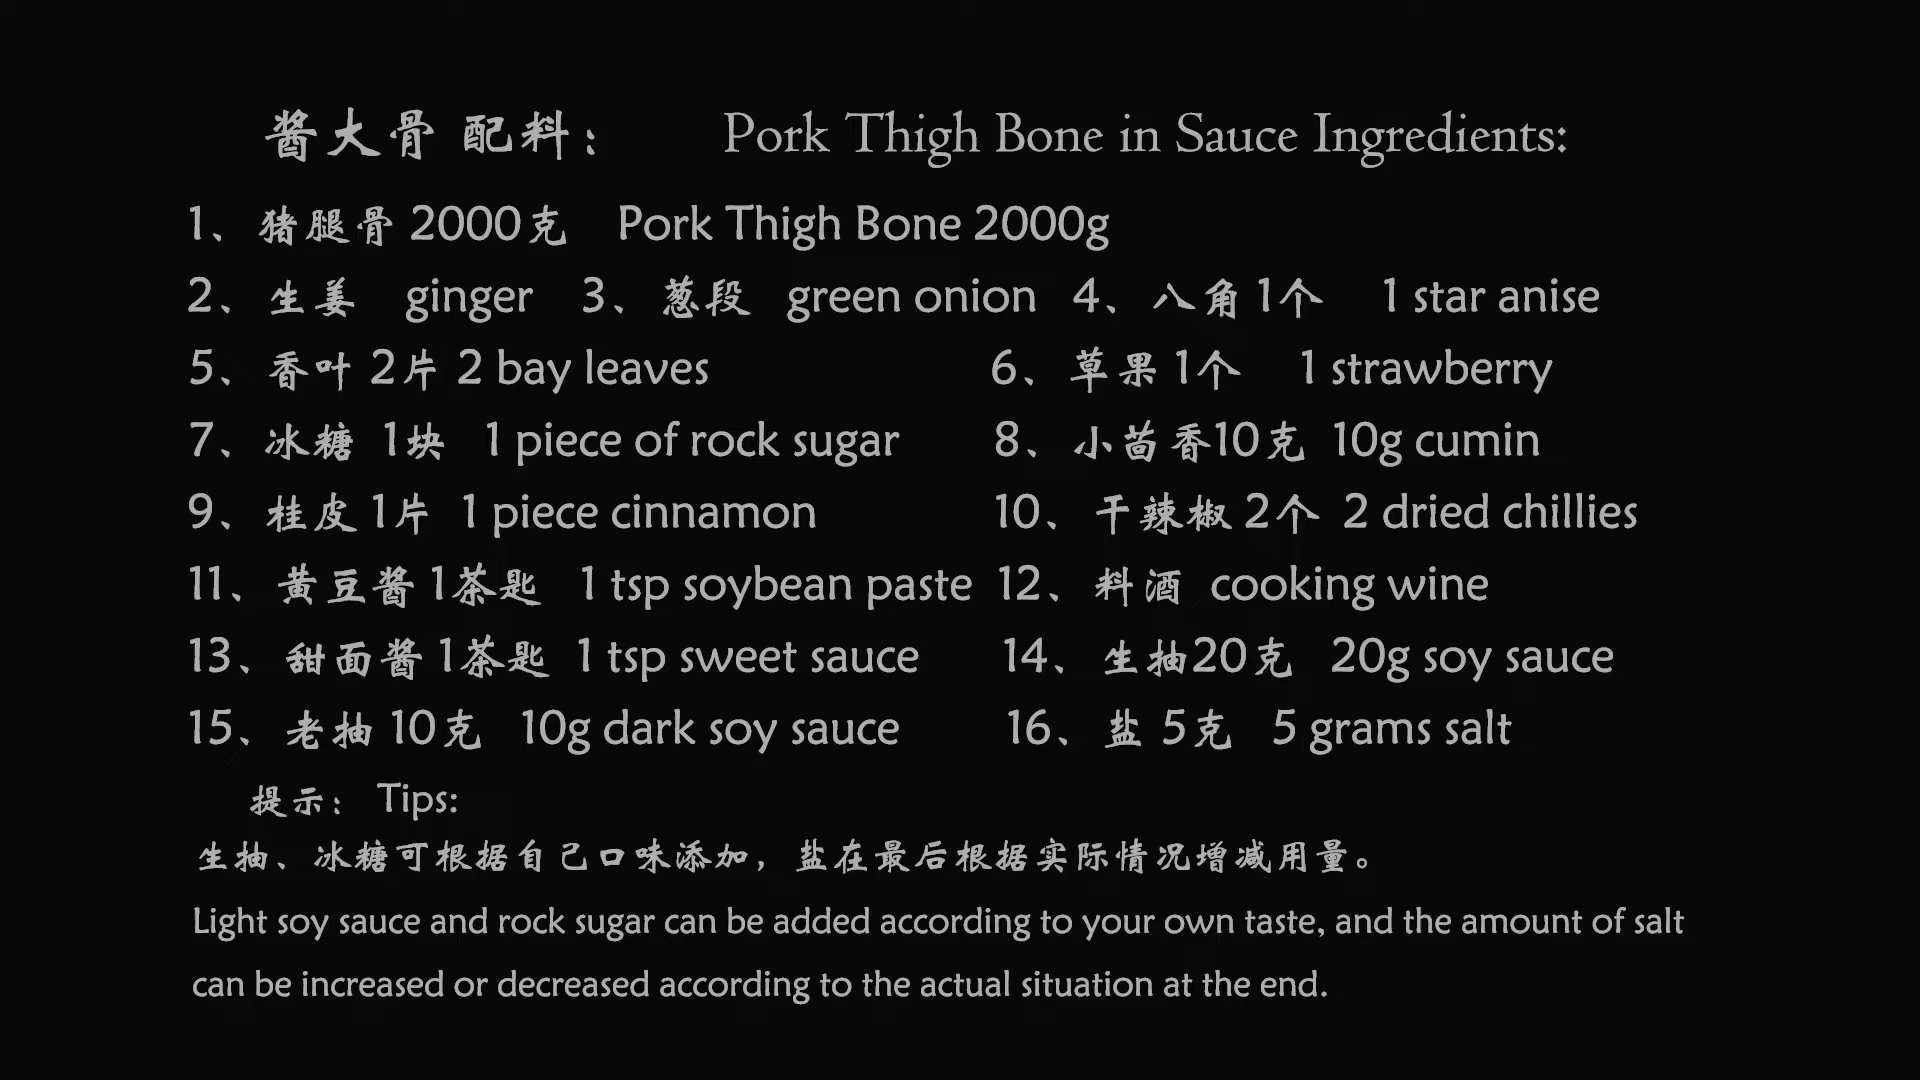 酱大骨 配料： Pork Thigh Bone in Sauce Ingredients:
1、猪腿骨 2000克 Pork Thigh Bone 2000g
2、生姜 ginger 3、葱段 green onion 4、八角 1个 1 star anise
5、香叶 2片 2 bay leaves 6、草果 1个 1 strawberry
7、冰糖 1块 1 piece of rock sugar 8、小茴香10克 10g cumin
9、桂皮 1片 1 piece cinnamon 10、干辣椒 2个 2 dried chillies
11、黄豆酱 1茶匙 1 tsp soybean paste 12、料酒 cooking wine
13、甜面酱 1茶匙 1 tsp sweet sauce 14、生抽20克 20g soy sauce
15、老抽 10克 10g dark soy sauce 16、盐 5克 5 grams salt
提示： Tips:
生抽、冰糖可根据自己口味添加，盐在最后根据实际情况增减用量。
Light soy sauce and rock sugar can be added according to your own taste, and the amount of salt
can be increased or decreased according to the actual situation at the end.